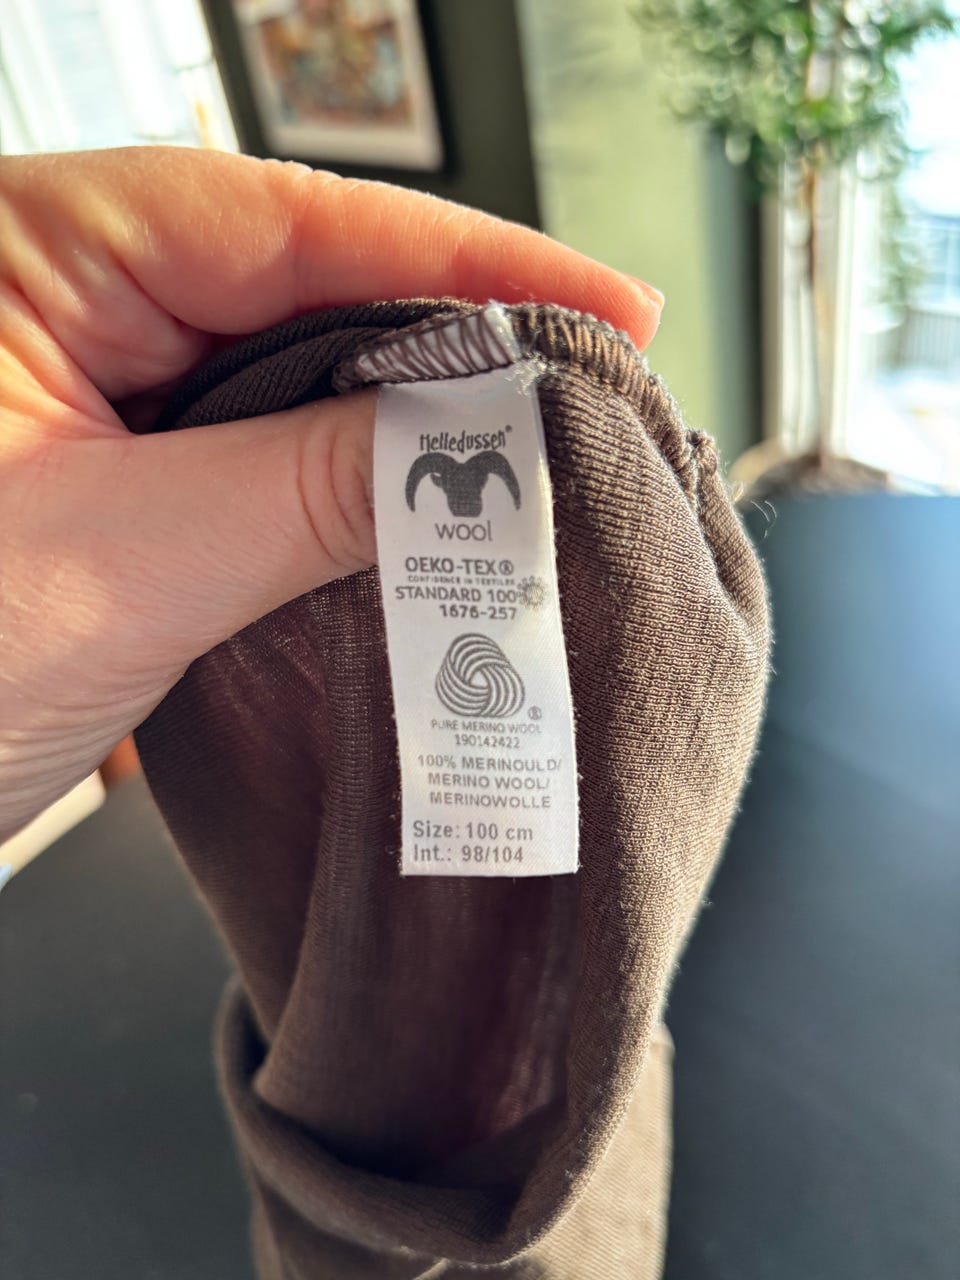 Helledussen®
wool
OEKO-TEX®
CONFIDENCE IN TEXTILES
STANDARD 100
1676-257
®
PURE MERINO WOOL
190142422
100% MERINOULD/
MERINO WOOL/
MERINOWOLLE
Size: 100 cm
Int.: 98/104